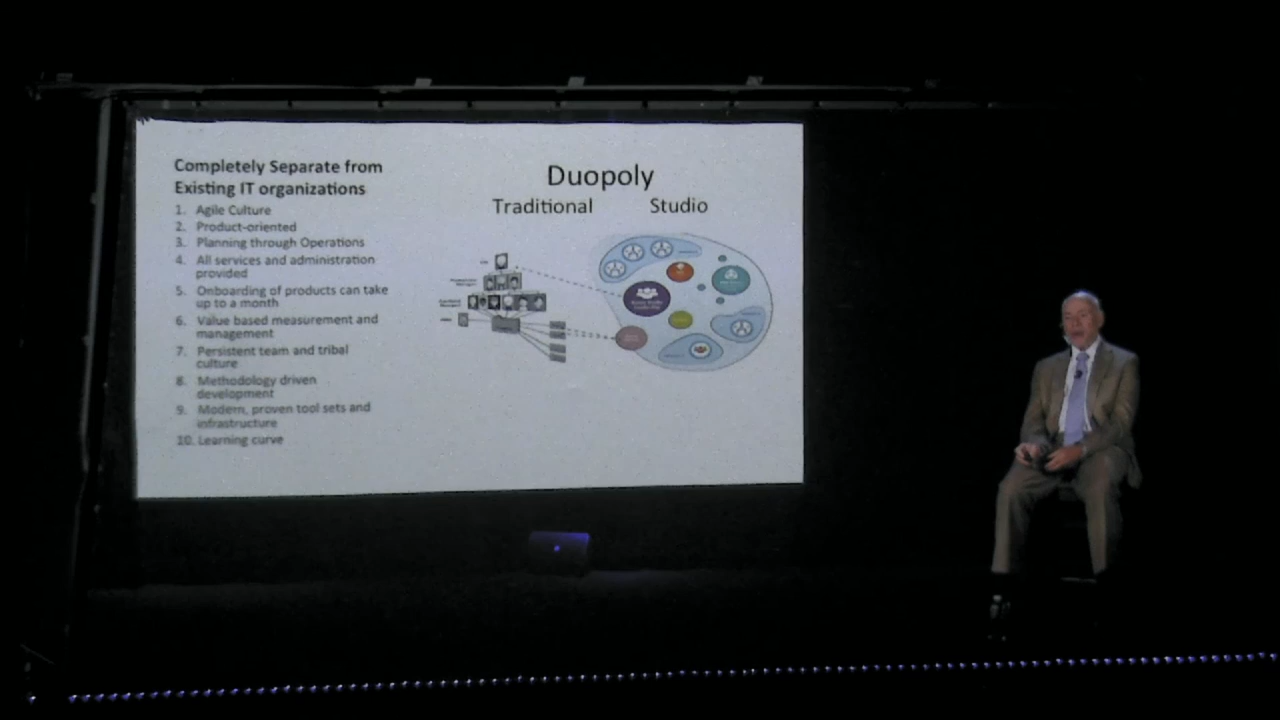 Completely Separate from
Existing IT organizations
1. Agile Culture
2. Product-oriented
3. Planning through Operations
4. All services and administration
provided
5. Onboarding of products can take
up to a month
6. Value based measurement and
management
7. Persistent team and tribal
culture
8. Methodology driven
development
9. Modern, proven tool sets and
infrastructure
10. Learning curve
Duopoly
Traditional Studio